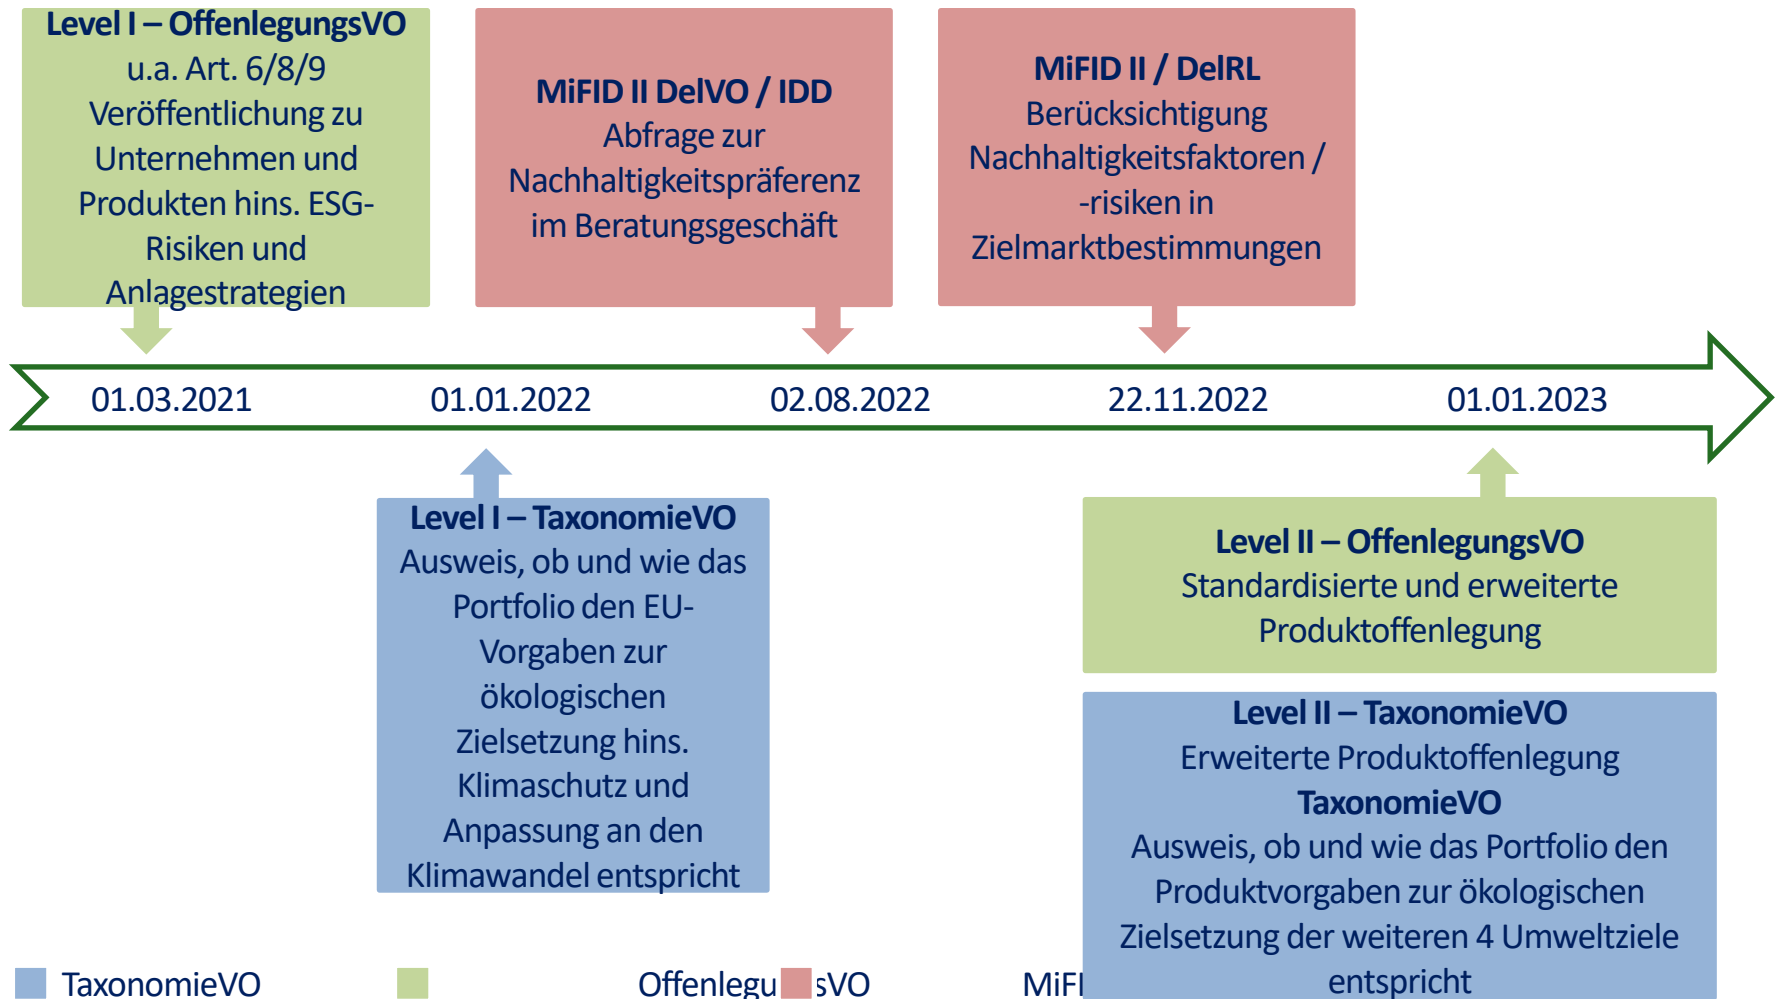 Level I – OffenlegungsVO
u.a. Art. 6/8/9
Veröffentlichung zu
Unternehmen und
Produkten hins. ESG-
Risiken und
Anlagestrategien
MiFID II DelVO / IDD
Abfrage zur
Nachhaltigkeitspräferenz
im Beratungsgeschäft
MiFID II / DelRL
Berücksichtigung
Nachhaltigkeitsfaktoren /
-risiken in
Zielmarktbestimmungen
01.03.2021
01.01.2022
02.08.2022
22.11.2022
01.01.2023
Level I – TaxonomieVO
Ausweis, ob und wie das
Portfolio den EU-
Vorgaben zur
ökologischen
Zielsetzung hins.
Klimaschutz und
Anpassung an den
Klimawandel entspricht
Level II – OffenlegungsVO
Standardisierte und erweiterte
Produktoffenlegung
Level II – TaxonomieVO
Erweiterte Produktoffenlegung
TaxonomieVO
Ausweis, ob und wie das Portfolio den
Produktvorgaben zur ökologischen
Zielsetzung der weiteren 4 Umweltziele
entspricht
TaxonomieVO